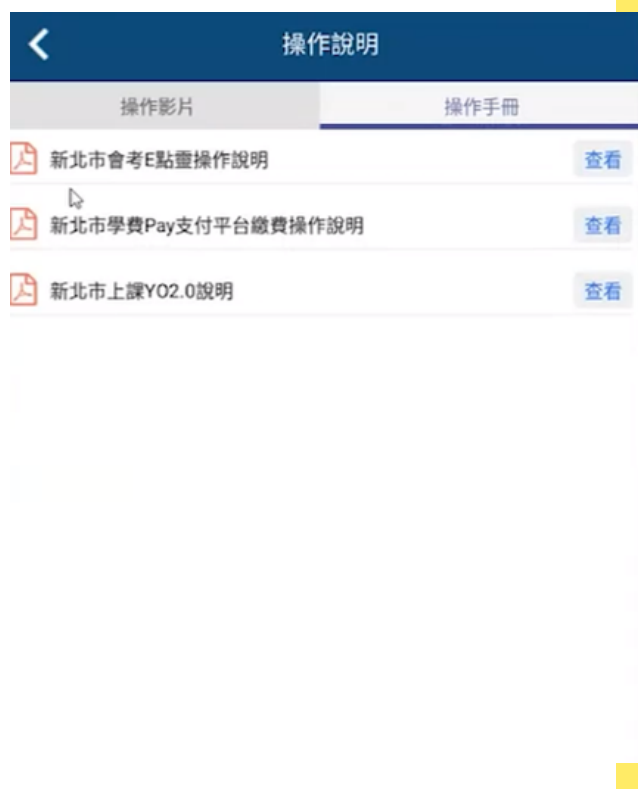 操作說明
操作影片 操作手冊
新北市會考E點靈操作說明 查看
新北市學費Pay支付平台繳費操作說明 查看
新北市上課YO2.0說明 查看